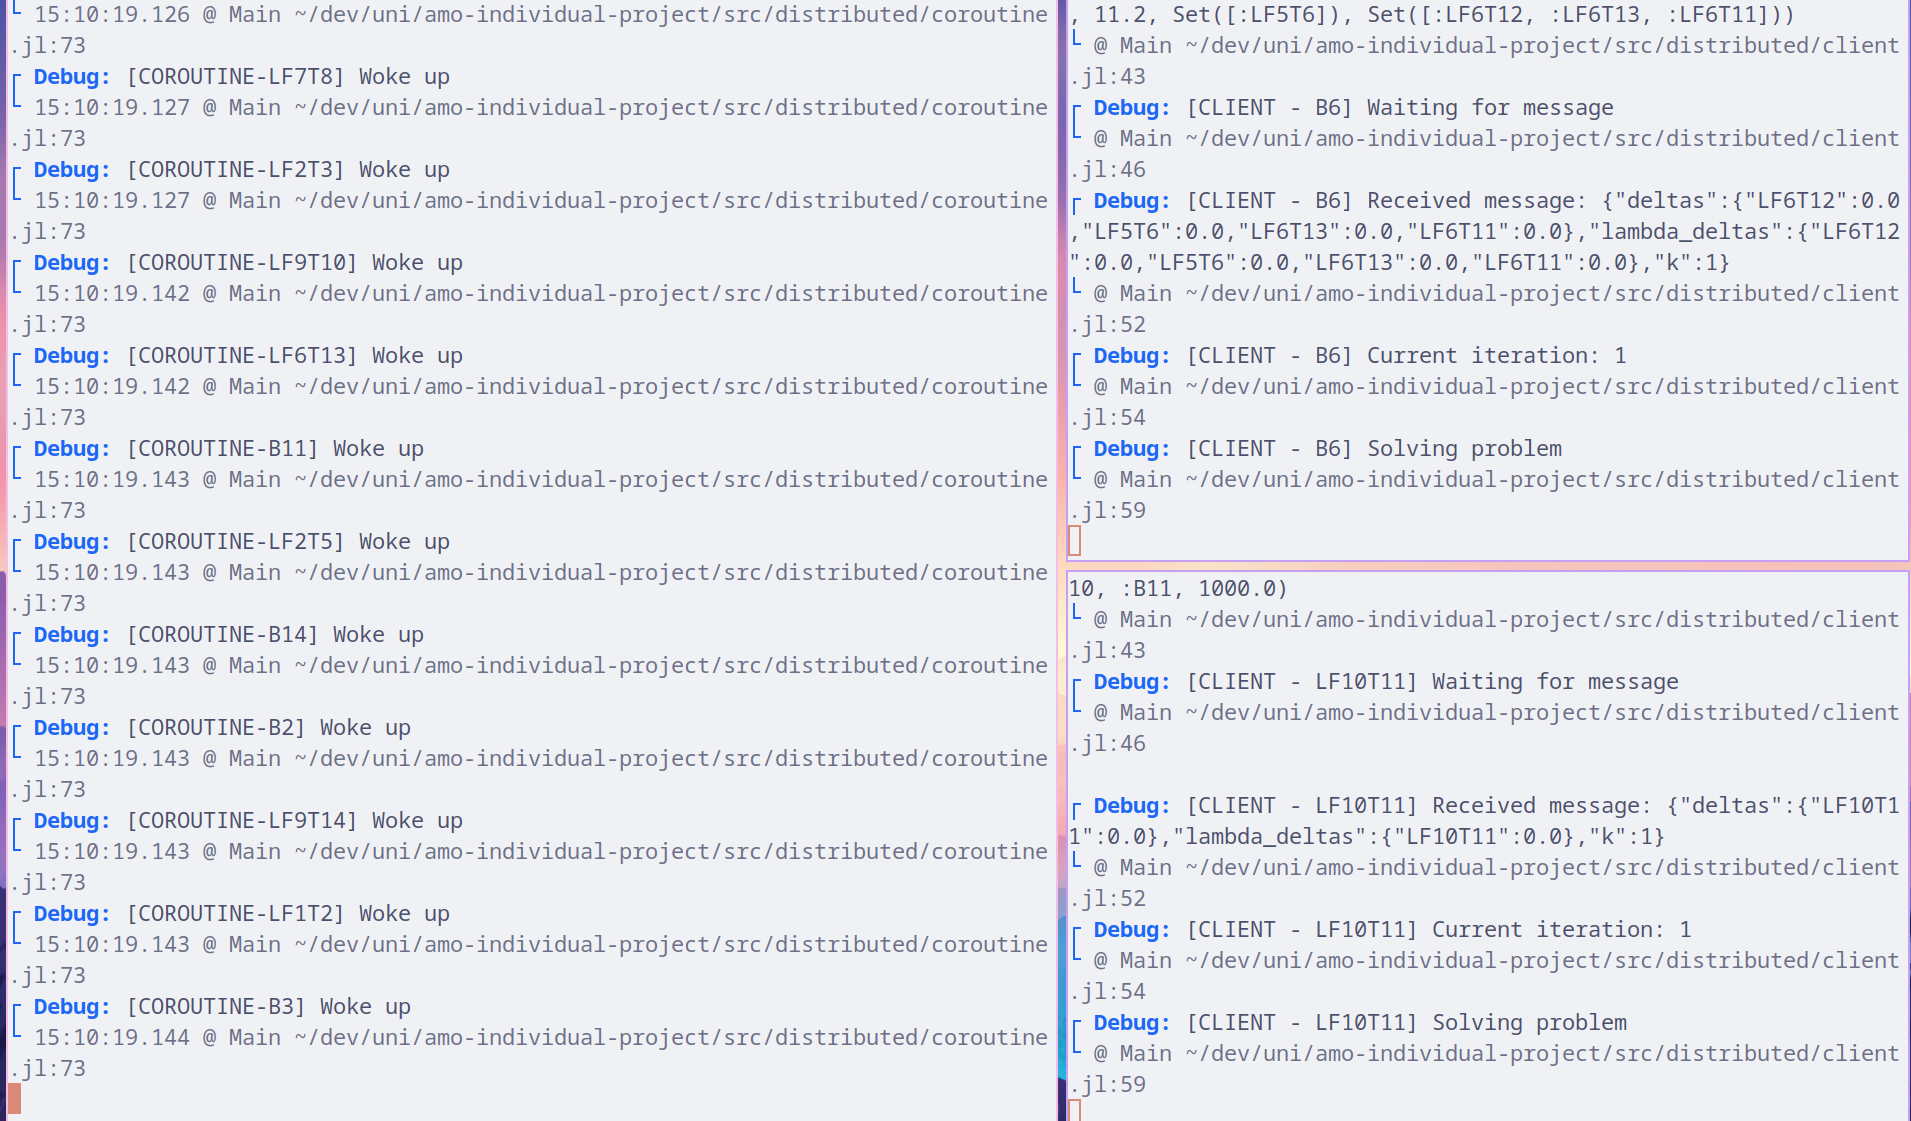 15:10:19.126 @ Main ~/dev/uni/amo-individual-project/src/distributed/coroutine
.jl:73
Debug: [COROUTINE-LF7T8] Woke up
15:10:19.127 @ Main ~/dev/uni/amo-individual-project/src/distributed/coroutine
.jl:73
Debug: [COROUTINE-LF2T3] Woke up
15:10:19.127 @ Main ~/dev/uni/amo-individual-project/src/distributed/coroutine
.jl:73
Debug: [COROUTINE-LF9T10] Woke up
15:10:19.142 @ Main ~/dev/uni/amo-individual-project/src/distributed/coroutine
.jl:73
Debug: [COROUTINE-LF6T13] Woke up
15:10:19.142 @ Main ~/dev/uni/amo-individual-project/src/distributed/coroutine
.jl:73
Debug: [COROUTINE-B11] Woke up
15:10:19.143 @ Main ~/dev/uni/amo-individual-project/src/distributed/coroutine
.jl:73
Debug: [COROUTINE-LF2T5] Woke up
15:10:19.143 @ Main ~/dev/uni/amo-individual-project/src/distributed/coroutine
.jl:73
Debug: [COROUTINE-B14] Woke up
15:10:19.143 @ Main ~/dev/uni/amo-individual-project/src/distributed/coroutine
.jl:73
Debug: [COROUTINE-B2] Woke up
15:10:19.143 @ Main ~/dev/uni/amo-individual-project/src/distributed/coroutine
.jl:73
Debug: [COROUTINE-LF9T14] Woke up
15:10:19.143 @ Main ~/dev/uni/amo-individual-project/src/distributed/coroutine
.jl:73
Debug: [COROUTINE-LF1T2] Woke up
15:10:19.143 @ Main ~/dev/uni/amo-individual-project/src/distributed/coroutine
.jl:73
Debug: [COROUTINE-B3] Woke up
15:10:19.144 @ Main ~/dev/uni/amo-individual-project/src/distributed/coroutine
.jl:73
, 11.2, Set([:LF5T6]), Set([:LF6T12, :LF6T13, :LF6T11]))
@ Main ~/dev/uni/amo-individual-project/src/distributed/client
.jl:43
Debug: [CLIENT - B6] Waiting for message
@ Main ~/dev/uni/amo-individual-project/src/distributed/client
.jl:46
Debug: [CLIENT - B6] Received message: {"deltas":{"LF6T12":0.0
,"LF5T6":0.0,"LF6T13":0.0,"LF6T11":0.0},"lambda_deltas":{"LF6T12
":0.0,"LF5T6":0.0,"LF6T13":0.0,"LF6T11":0.0},"k":1}
@ Main ~/dev/uni/amo-individual-project/src/distributed/client
.jl:52
Debug: [CLIENT - B6] Current iteration: 1
@ Main ~/dev/uni/amo-individual-project/src/distributed/client
.jl:54
Debug: [CLIENT - B6] Solving problem
@ Main ~/dev/uni/amo-individual-project/src/distributed/client
.jl:59
10, :B11, 1000.0)
@ Main ~/dev/uni/amo-individual-project/src/distributed/client
.jl:43
Debug: [CLIENT - LF10T11] Waiting for message
@ Main ~/dev/uni/amo-individual-project/src/distributed/client
.jl:46
Debug: [CLIENT - LF10T11] Received message: {"deltas":{"LF10T1
1":0.0},"lambda_deltas":{"LF10T11":0.0},"k":1}
@ Main ~/dev/uni/amo-individual-project/src/distributed/client
.jl:52
Debug: [CLIENT - LF10T11] Current iteration: 1
@ Main ~/dev/uni/amo-individual-project/src/distributed/client
.jl:54
Debug: [CLIENT - LF10T11] Solving problem
@ Main ~/dev/uni/amo-individual-project/src/distributed/client
.jl:59